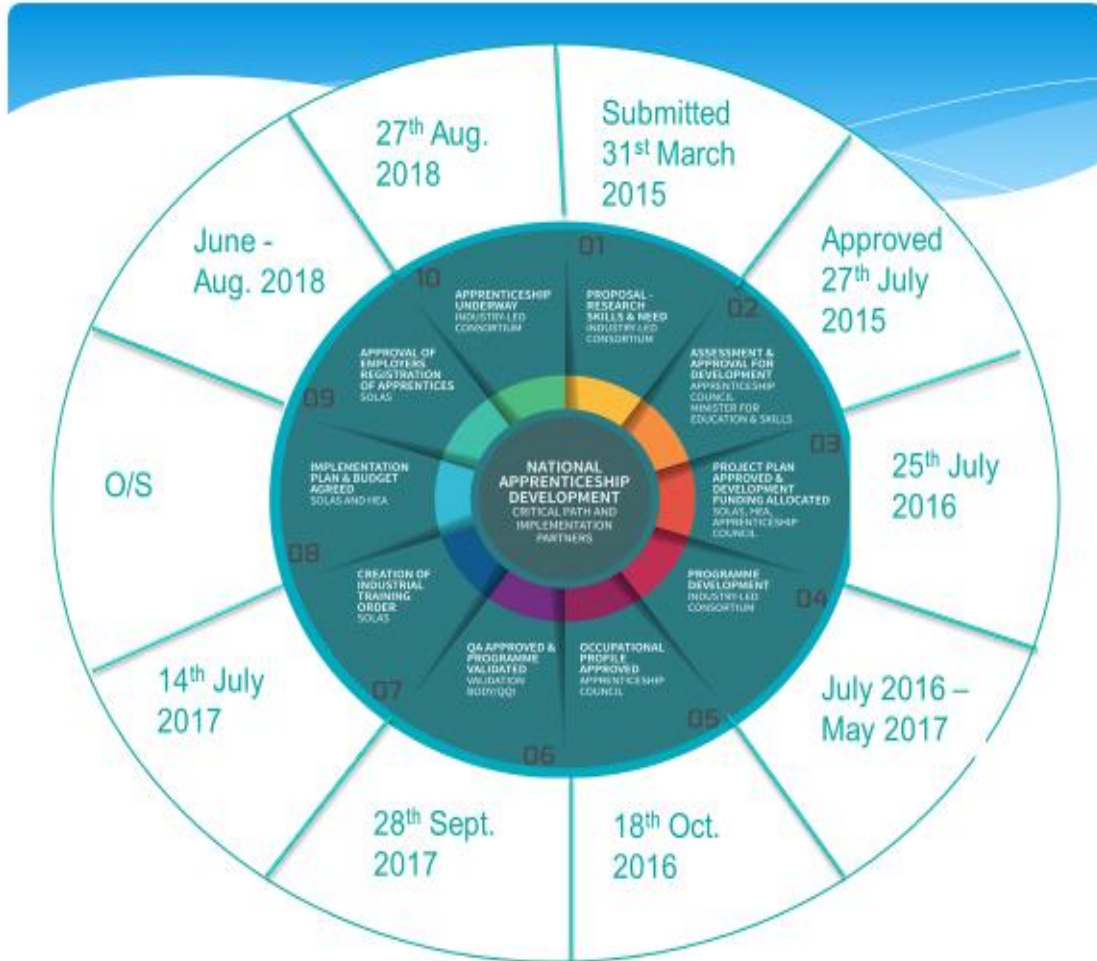 27th Aug.
2018
Submitted
31st March
2015
Approved
27th July
2015
25th July
2016
July 2016 –
May 2017
18th Oct.
2016
28th Sept.
2017
14th July
2017
O/S
June -
Aug. 2018
01
PROPOSAL -
RESEARCH
SKILLS & NEED
INDUSTRY-LED
CONSORTIUM
02
ASSESSMENT &
APPROVAL FOR
DEVELOPMENT
APPRENTICESHIP
COUNCIL
MINISTER FOR
EDUCATION & SKILLS
03
PROJECT PLAN
APPROVED &
DEVELOPMENT
FUNDING ALLOCATED
SOLAS, HEA,
APPRENTICESHIP
COUNCIL
04
PROGRAMME
DEVELOPMENT
INDUSTRY-LED
CONSORTIUM
05
OCCUPATIONAL
PROFILE
APPROVED
APPRENTICESHIP
COUNCIL
06
QA APPROVED &
PROGRAMME
VALIDATED
VALIDATION
BODY/QQI
07
CREATION OF
INDUSTRIAL
TRAINING
ORDER
SOLAS
08
IMPLEMENTATION
PLAN & BUDGET
AGREED
SOLAS AND HEA
09
APPROVAL OF
EMPLOYERS
REGISTRATION
OF APPRENTICES
SOLAS
10
APPRENTICESHIP
UNDERWAY
INDUSTRY-LED
CONSORTIUM
NATIONAL
APPRENTICESHIP
DEVELOPMENT
CRITICAL PATH AND
IMPLEMENTATION
PARTNERS